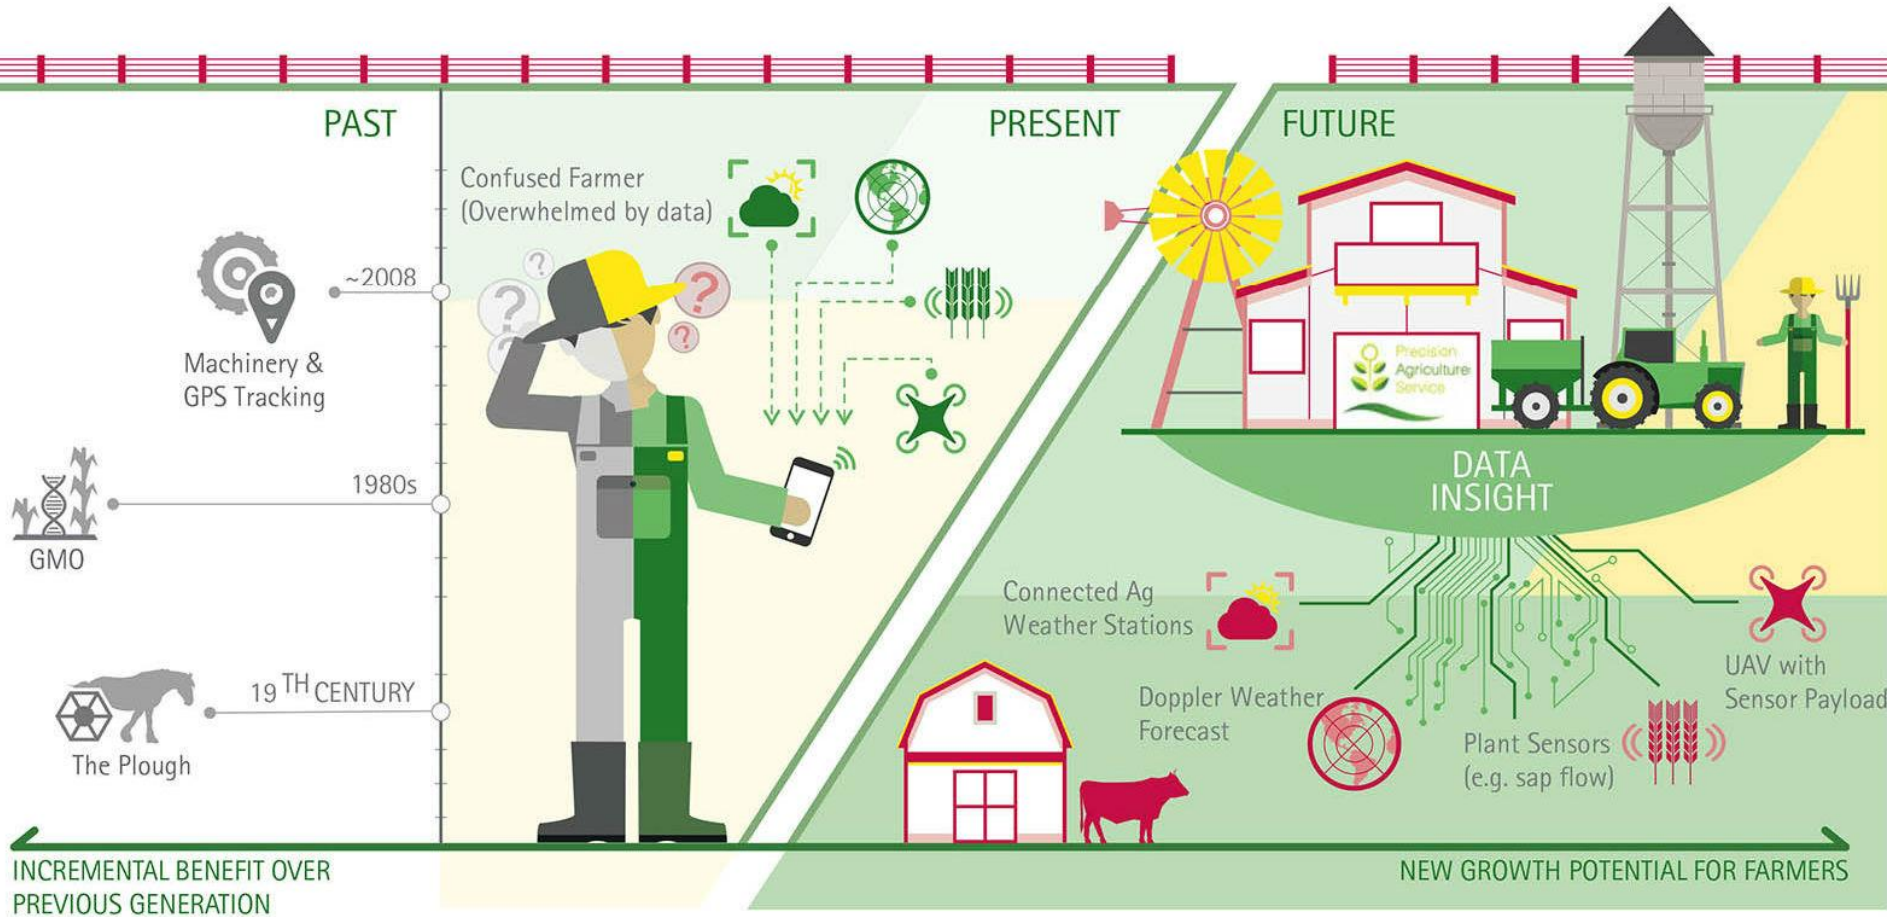 PAST
PRESENT
FUTURE
Confused Farmer
(Overwhelmed by data)
?
?
?
?
?
~2008
Machinery &
GPS Tracking
1980s
GMO
19 TH CENTURY
The Plough
Precision
Agriculture
Service
DATA
INSIGHT
Connected Ag
Weather Stations
Doppler Weather
Forecast
Plant Sensors
(e.g. sap flow)
UAV with
Sensor Payload
INCREMENTAL BENEFIT OVER
PREVIOUS GENERATION
NEW GROWTH POTENTIAL FOR FARMERS